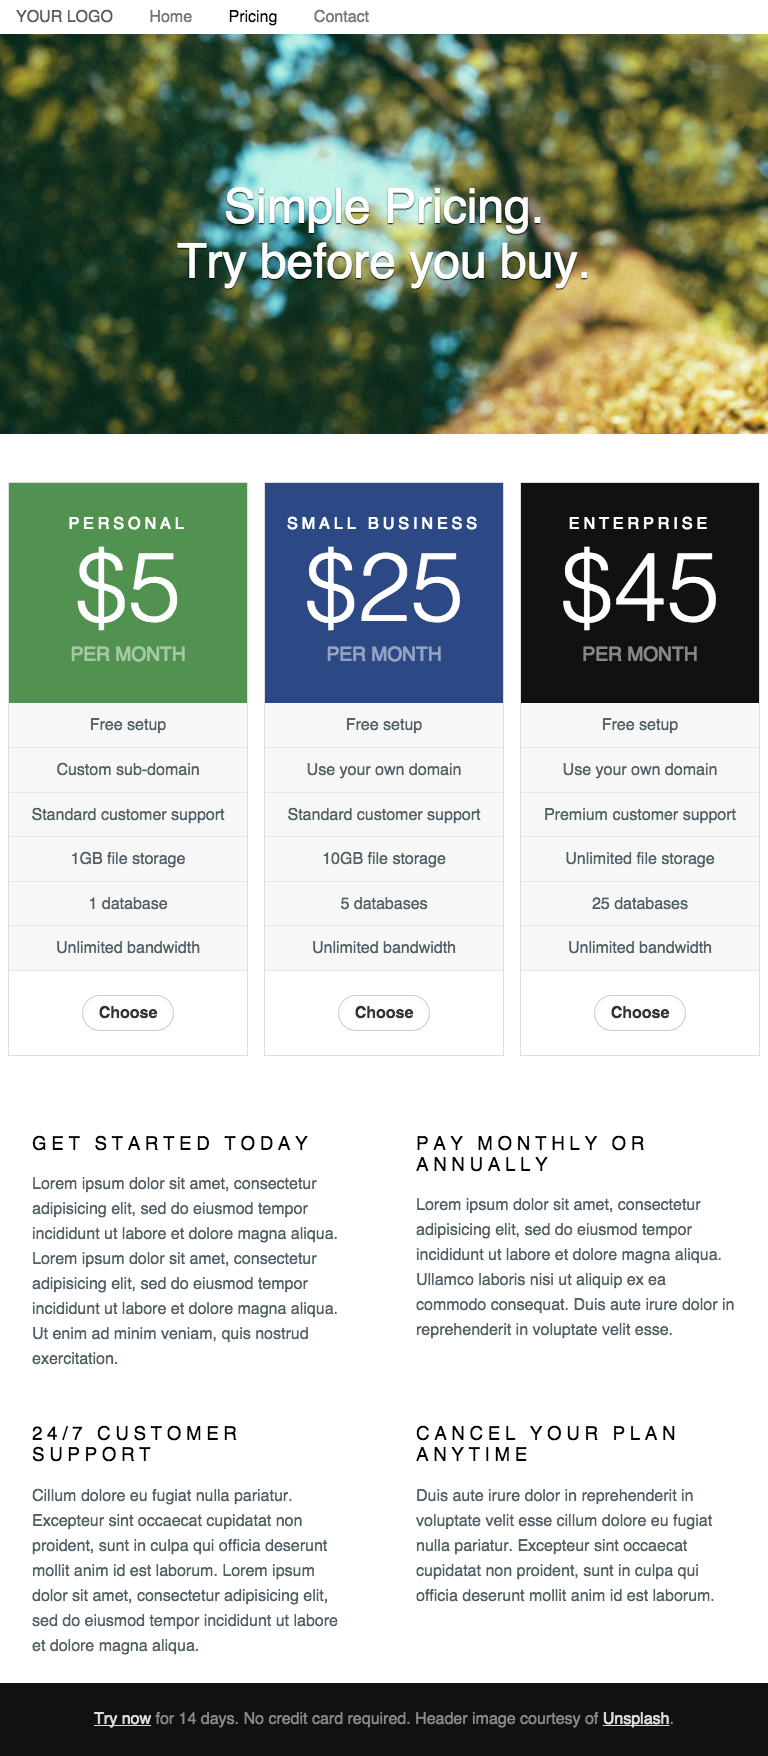 YOUR LOGO Home Pricing Contact
Simple Pricing.
Try before you buy.
PERSONAL
$5
PER MONTH
Free setup
Custom sub-domain
Standard customer support
1GB file storage
1 database
Unlimited bandwidth
Choose
SMALL BUSINESS
$25
PER MONTH
Free setup
Use your own domain
Standard customer support
10GB file storage
5 databases
Unlimited bandwidth
Choose
ENTERPRISE
$45
PER MONTH
Free setup
Use your own domain
Premium customer support
Unlimited file storage
25 databases
Unlimited bandwidth
Choose
GET STARTED TODAY
Lorem ipsum dolor sit amet, consectetur
adipisicing elit, sed do eiusmod tempor
incididunt ut labore et dolore magna aliqua.
Lorem ipsum dolor sit amet, consectetur
adipisicing elit, sed do eiusmod tempor
incididunt ut labore et dolore magna aliqua.
Ut enim ad minim veniam, quis nostrud
exercitation.
PAY MONTHLY OR
ANNUALLY
Lorem ipsum dolor sit amet, consectetur
adipisicing elit, sed do eiusmod tempor
incididunt ut labore et dolore magna aliqua.
Ullamco laboris nisi ut aliquip ex ea
commodo consequat. Duis aute irure dolor in
reprehenderit in voluptate velit esse.
24/7 CUSTOMER
SUPPORT
Cillum dolore eu fugiat nulla pariatur.
Excepteur sint occaecat cupidatat non
proident, sunt in culpa qui officia deserunt
mollit anim id est laborum. Lorem ipsum
dolor sit amet, consectetur adipisicing elit,
sed do eiusmod tempor incididunt ut labore
et dolore magna aliqua.
CANCEL YOUR PLAN
ANYTIME
Duis aute irure dolor in reprehenderit in
voluptate velit esse cillum dolore eu fugiat
nulla pariatur. Excepteur sint occaecat
cupidatat non proident, sunt in culpa qui
officia deserunt mollit anim id est laborum.
Try now for 14 days. No credit card required. Header image courtesy of Unsplash.